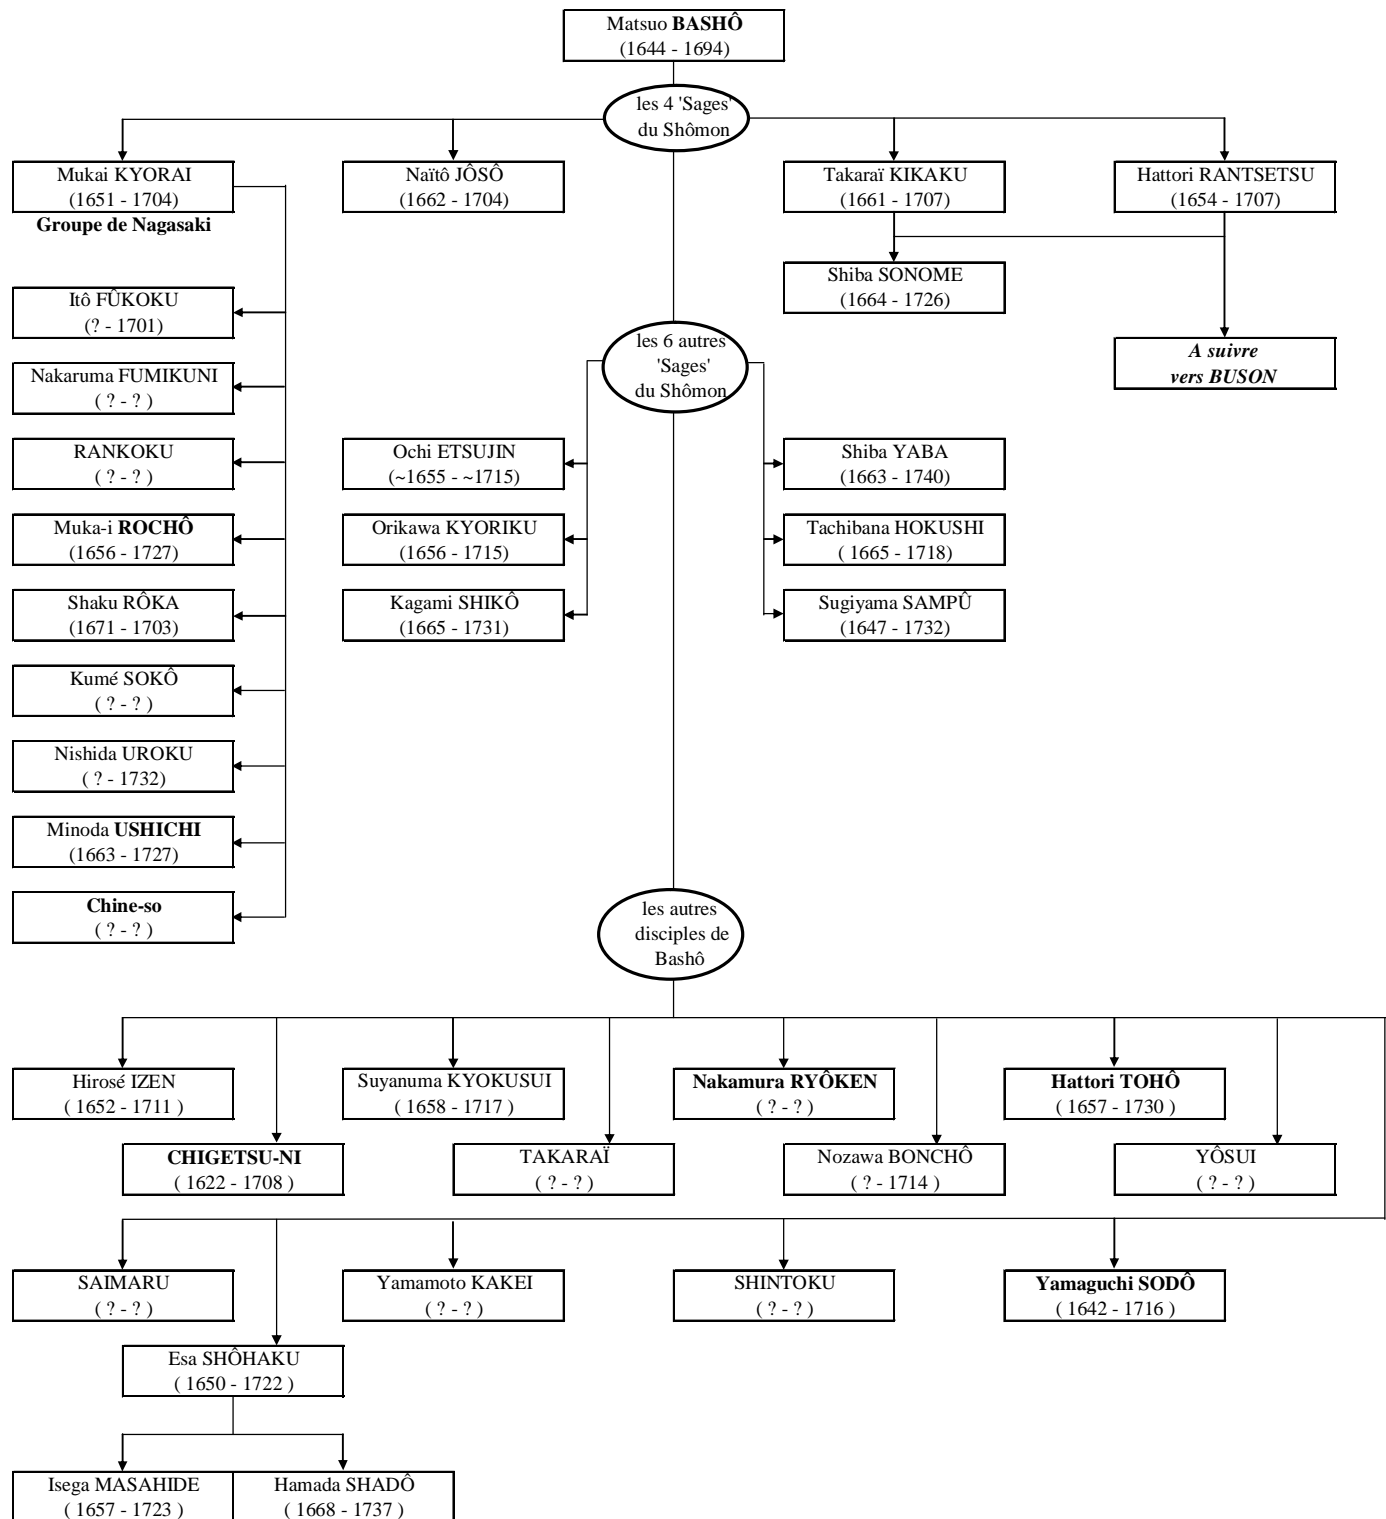 Matsuo BASHÔ
(1644 - 1694)
les 4 'Sages'
du Shômon
Mukai KYORAI
(1651 - 1704)
Groupe de Nagasaki
Naïtô JÔSÔ
(1662 - 1704)
Takaraï KIKAKU
(1661 - 1707)
Hattori RANTSETSU
(1654 - 1707)
Shiba SONOME
(1664 - 1726)
A suivre
vers BUSON
Itô FÛKOKU
(? - 1701)
Nakaruma FUMIKUNI
( ? - ? )
RANKOKU
( ? - ? )
Muka-i ROCHÔ
(1656 - 1727)
Shaku RÔKA
(1671 - 1703)
Kumé SOKÔ
( ? - ? )
Nishida UROKU
( ? - 1732)
Minoda USHICHI
(1663 - 1727)
Chine-so
( ? - ? )
les 6 autres
'Sages'
du Shômon
Ochi ETSUJIN
(~1655 - ~1715)
Orikawa KYORIKU
(1656 - 1715)
Kagami SHIKÔ
(1665 - 1731)
Shiba YABA
(1663 - 1740)
Tachibana HOKUSHI
( 1665 - 1718)
Sugiyama SAMPÛ
(1647 - 1732)
les autres
disciples de
Bashô
Hirosé IZEN
( 1652 - 1711 )
Suyanuma KYOKUSUI
( 1658 - 1717 )
Nakamura RYÔKEN
( ? - ? )
Hattori TOHÔ
( 1657 - 1730 )
CHIGETSU-NI
( 1622 - 1708 )
TAKARAÏ
( ? - ? )
Nozawa BONCHÔ
( ? - 1714 )
YÔSUI
( ? - ? )
SAIMARU
( ? - ? )
Yamamoto KAKEI
( ? - ? )
SHINTOKU
( ? - ? )
Yamaguchi SODÔ
( 1642 - 1716 )
Esa SHÔHAKU
( 1650 - 1722 )
Isega MASAHIDE
( 1657 - 1723 )
Hamada SHADÔ
( 1668 - 1737 )